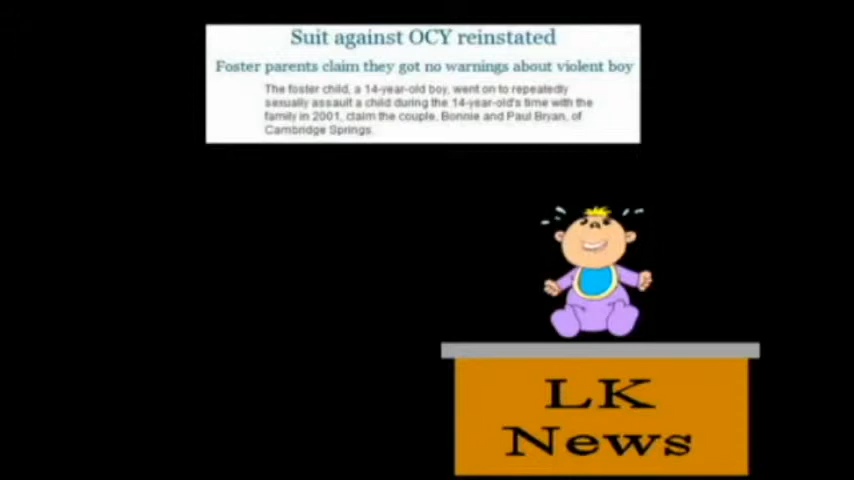 Suit against OCY reinstated
Foster parents claim they got no warnings about violent boy
The foster child, a 14-year-old boy, went on to repeatedly
sexually assault a child during the 14-year-old's time with the
family in 2001, claim the couple, Bonnie and Paul Bryan, of
Cambridge Springs.
LK
News